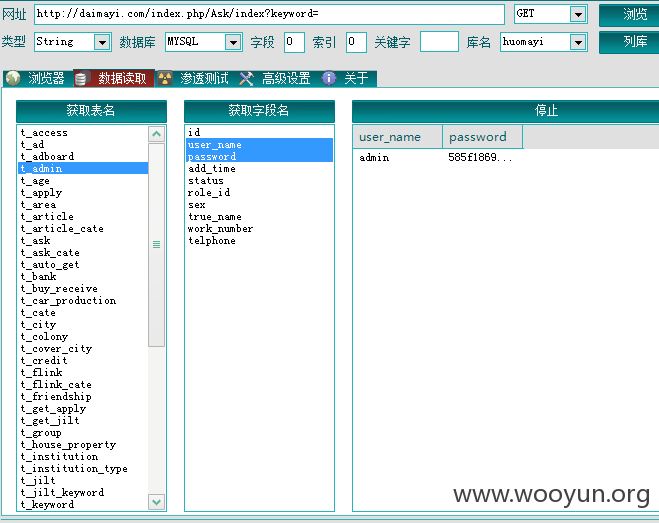 网址 http://daimayi.com/index.php/Ask/index?keyword= GET 浏览
类型 String 数据库 MYSQL 字段 0 索引 0 关键字 库名 huomayi 列库
浏览器 数据读取 渗透测试 高级设置 关于
获取表名
t_access
t_ad
t_adboard
t_admin
t_age
t_apply
t_area
t_article
t_article_cate
t_ask
t_ask_cate
t_auto_get
t_bank
t_buy_receive
t_car_production
t_cate
t_city
t_colony
t_cover_city
t_credit
t_flink
t_flink_cate
t_friendship
t_get_apply
t_get_jilt
t_group
t_house_property
t_institution
t_institution_type
t_jilt
t_jilt_keyword
t_keyword
获取字段名
id
user_name
password
add_time
status
role_id
sex
true_name
work_number
telphone
停止
user_name password
admin 585f1869...
www.wooyun.org